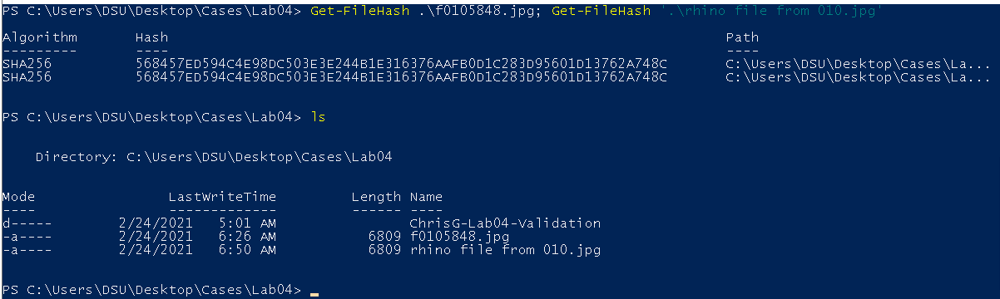 PS C:\Users\DSU\Desktop\Cases\Lab04> Get-FileHash .\f0105848.jpg; Get-FileHash '.\rhino file from 010.jpg'
Algorithm Hash Path
--------- ---- ----
SHA256 568457ED594C4E98DC503E3E244B1E316376AAFB0D1C283D95601D13762A748C C:\Users\DSU\Desktop\Cases\La...
SHA256 568457ED594C4E98DC503E3E244B1E316376AAFB0D1C283D95601D13762A748C C:\Users\DSU\Desktop\Cases\La...
PS C:\Users\DSU\Desktop\Cases\Lab04> ls
Directory: C:\Users\DSU\Desktop\Cases\Lab04
Mode LastWriteTime Length Name
---- ------------- ------ ----
d----- 2/24/2021 5:01 AM ChrisG-Lab04-Validation
-a---- 2/24/2021 6:26 AM 6809 f0105848.jpg
-a---- 2/24/2021 6:50 AM 6809 rhino file from 010.jpg
PS C:\Users\DSU\Desktop\Cases\Lab04>